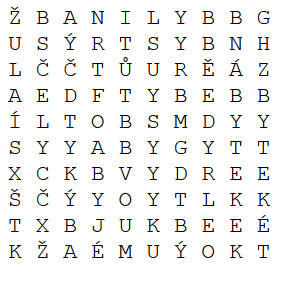 Ž B A N I L Y B B G
U S Ý R T S Y B N H
L Č Č T Ů U R Ě Á Z
A E D F T Y B E B B
Í L T O B S M D Y Y
S Y Y A B Y G Y T T
X C K B V Y D R E E
Š Č Ý Y O Y T L K K
T X B J U K B E E É
K Ž A É M U Ý O K T